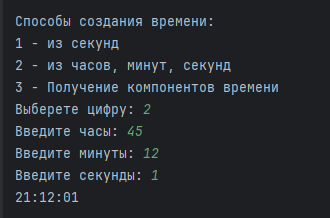 Способы создания времени:
1 - из секунд
2 - из часов, минут, секунд
3 - Получение компонентов времени
Выберете цифру: 2
Введите часы: 45
Введите минуты: 12
Введите секунды: 1
21:12:01